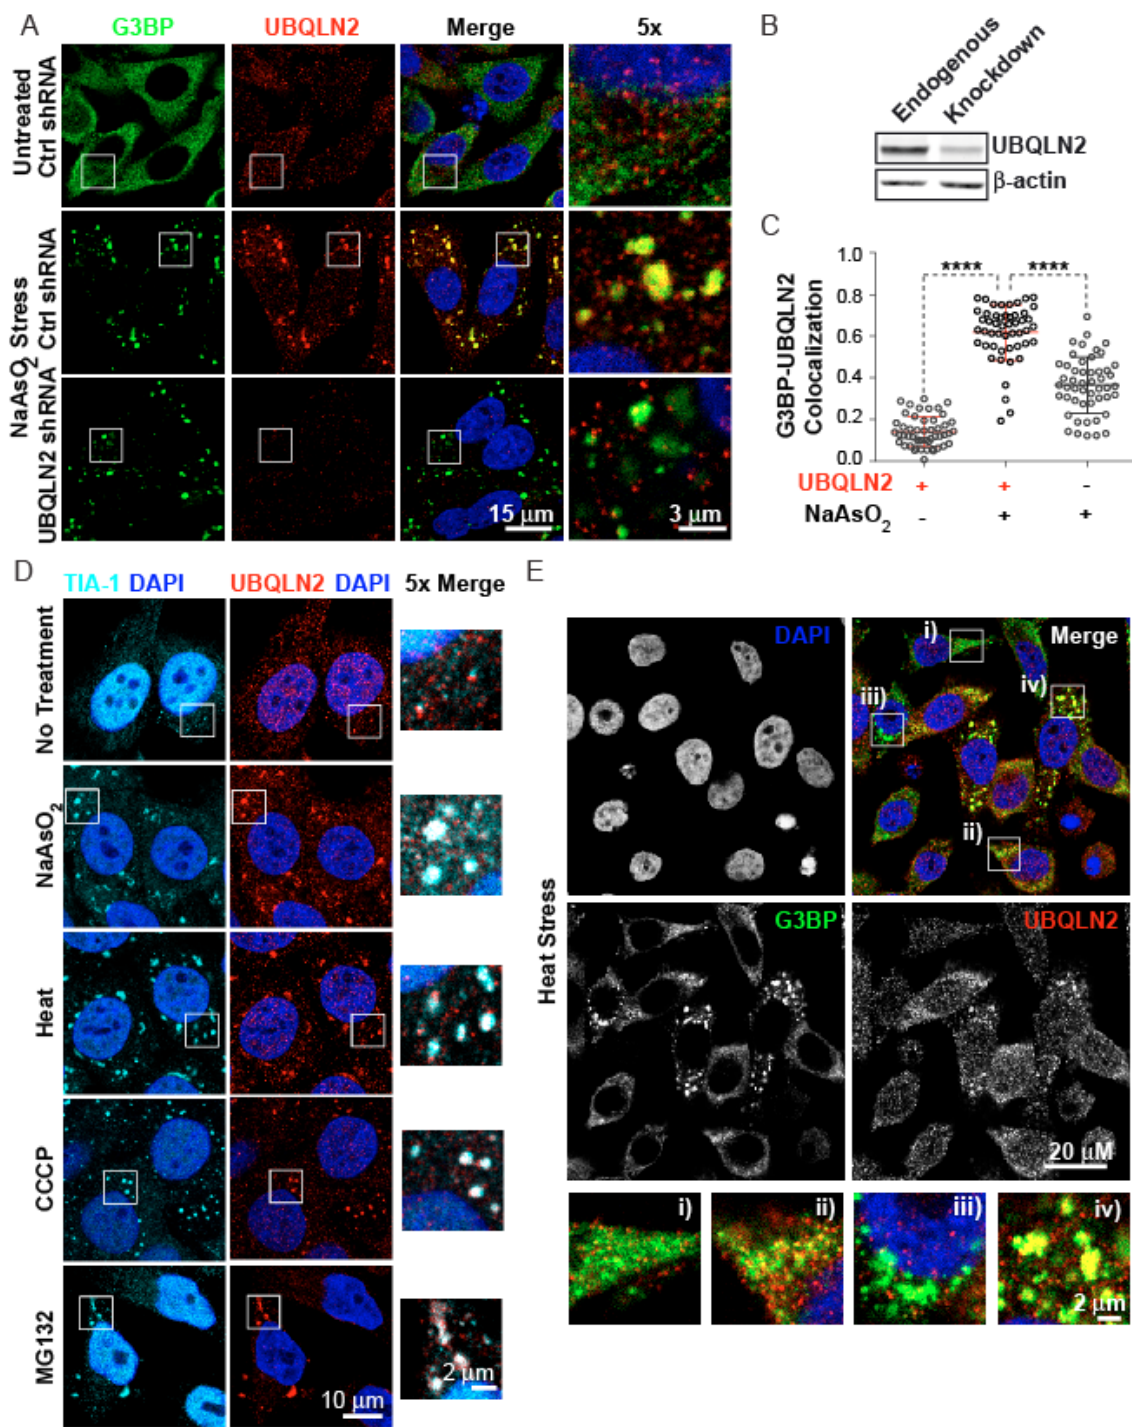 A
G3BP
UBQLN2
Merge
5x
Untreated
Ctrl shRNA
NaAsO2 Stress
Ctrl shRNA
UBQLN2 shRNA
15 µm
3 µm
B
Endogenous
Knockdown
UBQLN2
β-actin
C
G3BP-UBQLN2
Colocalization
1.0
0.8
0.6
0.4
0.2
0.0
**** ****
UBQLN2 + + -
NaAsO2 - + +
D
TIA-1 DAPI
UBQLN2 DAPI
5x Merge
No Treatment
NaAsO2
Heat
CCCP
MG132
10 µm
2 µm
E
Heat Stress
DAPI
Merge
i)
iii)
iv)
ii)
G3BP
UBQLN2
20 µM
i)
ii)
iii)
iv)
2 µm